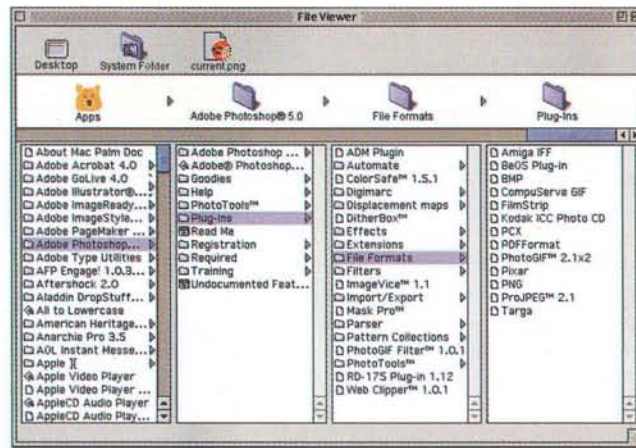 File Viewer
Desktop
System Folder
current.png
Apps
Adobe Photoshop® 5.0
File Formats
Plug-Ins
About Mac Palm Doc
Adobe Acrobat 4.0
Adobe GoLive 4.0
Adobe Illustrator®...
Adobe ImageReady...
Adobe ImageStyle...
Adobe PageMaker ...
Adobe Photoshop...
Adobe Type Utilities
AFP Engage! 1.0.3...
Aftershock 2.0
Aladdin DropStuff...
All to Lowercase
American Heritage...
Anarchie Pro 3.5
AOL Instant Messe...
Apple ][
Apple Video Player
Apple Video Player ...
AppleCD Audio Player
AppleCD Audio Play...
Adobe Photoshop ...
Adobe® Photoshop...
Goodies
Help
PhotoTools™
Plug-Ins
Read Me
Registration
Required
Training
Undocumented Feat...
ADM Plugin
Automate
ColorSafe™ 1.5.1
Digimarc
Displacement maps
DitherBox™
Effects
Extensions
File Formats
Filters
ImageVice™ 1.1
Import/Export
Mask Pro™
Parser
Pattern Collections
PhotoGIF Filter™ 1.0.1
PhotoTools™
RD-175 Plug-in 1.12
Web Clipper™ 1.0.1
Amiga IFF
BeOS Plug-in
BMP
CompuServe GIF
FilmStrip
Kodak ICC Photo CD
PCX
PDFFormat
PhotoGIF™ 2.1x2
Pixar
PNG
ProJPEG™ 2.1
Targa